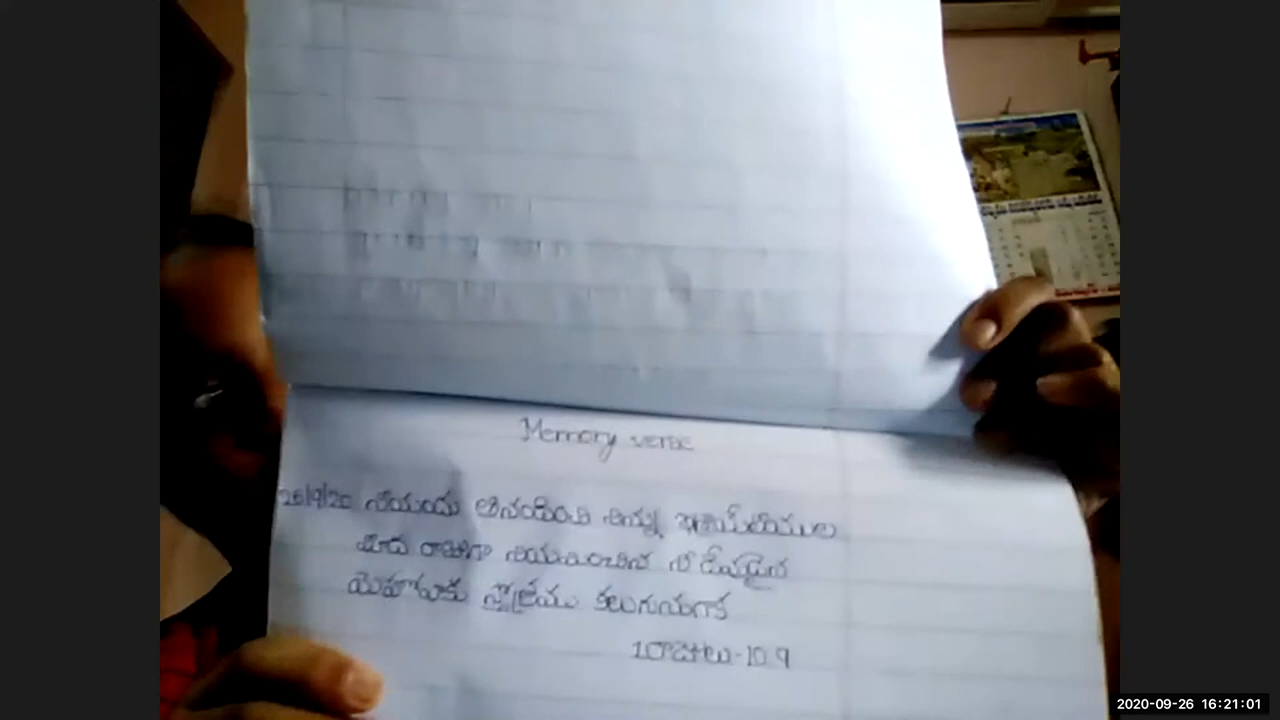 Memory verse
26/9/20 నీయందు ఆనందించి నిన్ను ఇశ్రాయేలీయుల
మీద రాజుగా నియమించిన నీ దేవుడైన
యెహోవాకు స్తోత్రము కలుగునుగాక
1రాజులు-10.9
2020-09-26 16:21:01